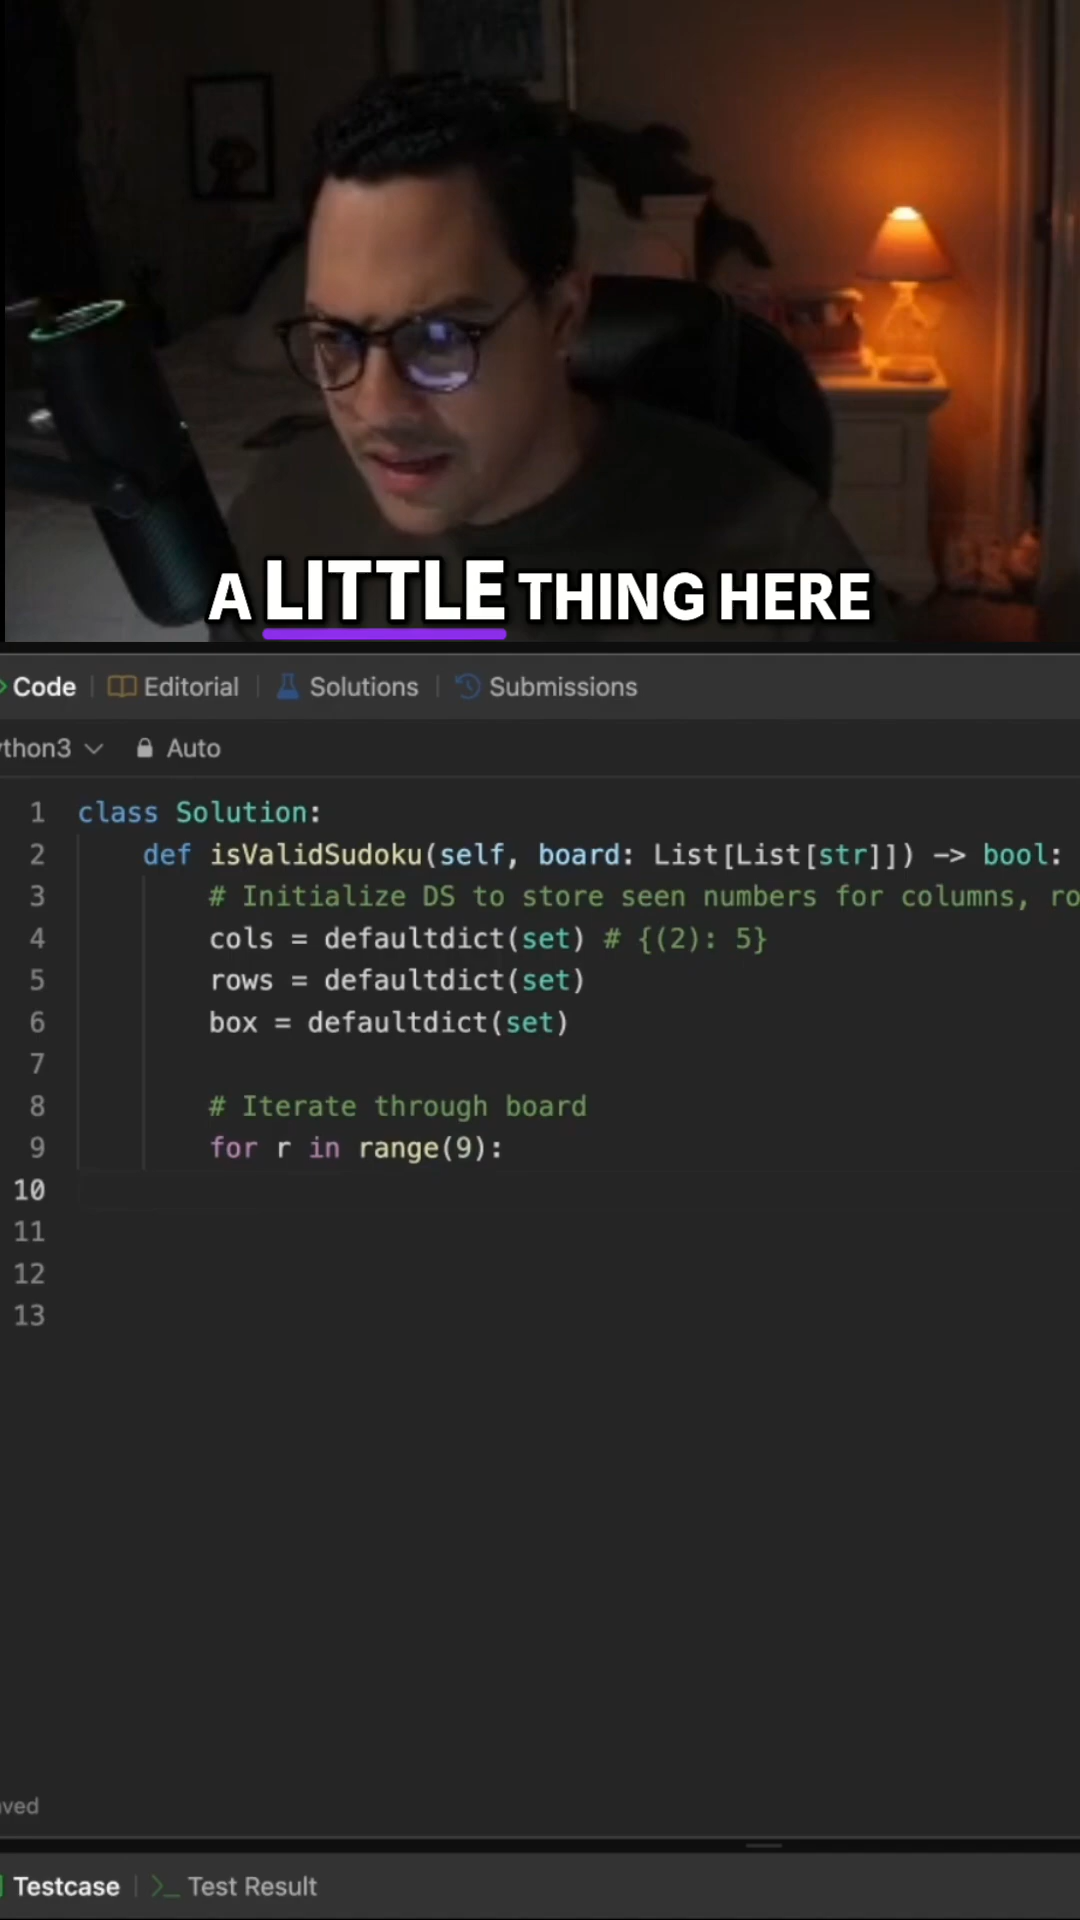 A LITTLE THING HERE
Code Editorial Solutions Submissions
ython3 Auto
1 class Solution:
2 def isValidSudoku(self, board: List[List[str]]) -> bool:
3 # Initialize DS to store seen numbers for columns, ro
4 cols = defaultdict(set) # {(2): 5}
5 rows = defaultdict(set)
6 box = defaultdict(set)
7
8 # Iterate through board
9 for r in range(9):
10
11
12
13
aved
Testcase >_ Test Result